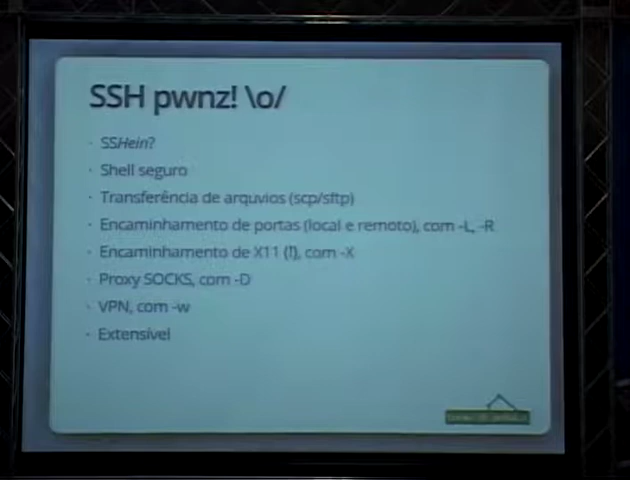 SSH pwnz! \o/
SSHein?
Shell seguro
Transferência de arquvios (scp/sftp)
Encaminhamento de portas (local e remoto), com -L, -R
Encaminhamento de X11 (!), com -X
Proxy SOCKS, com -D
VPN, com -w
Extensível